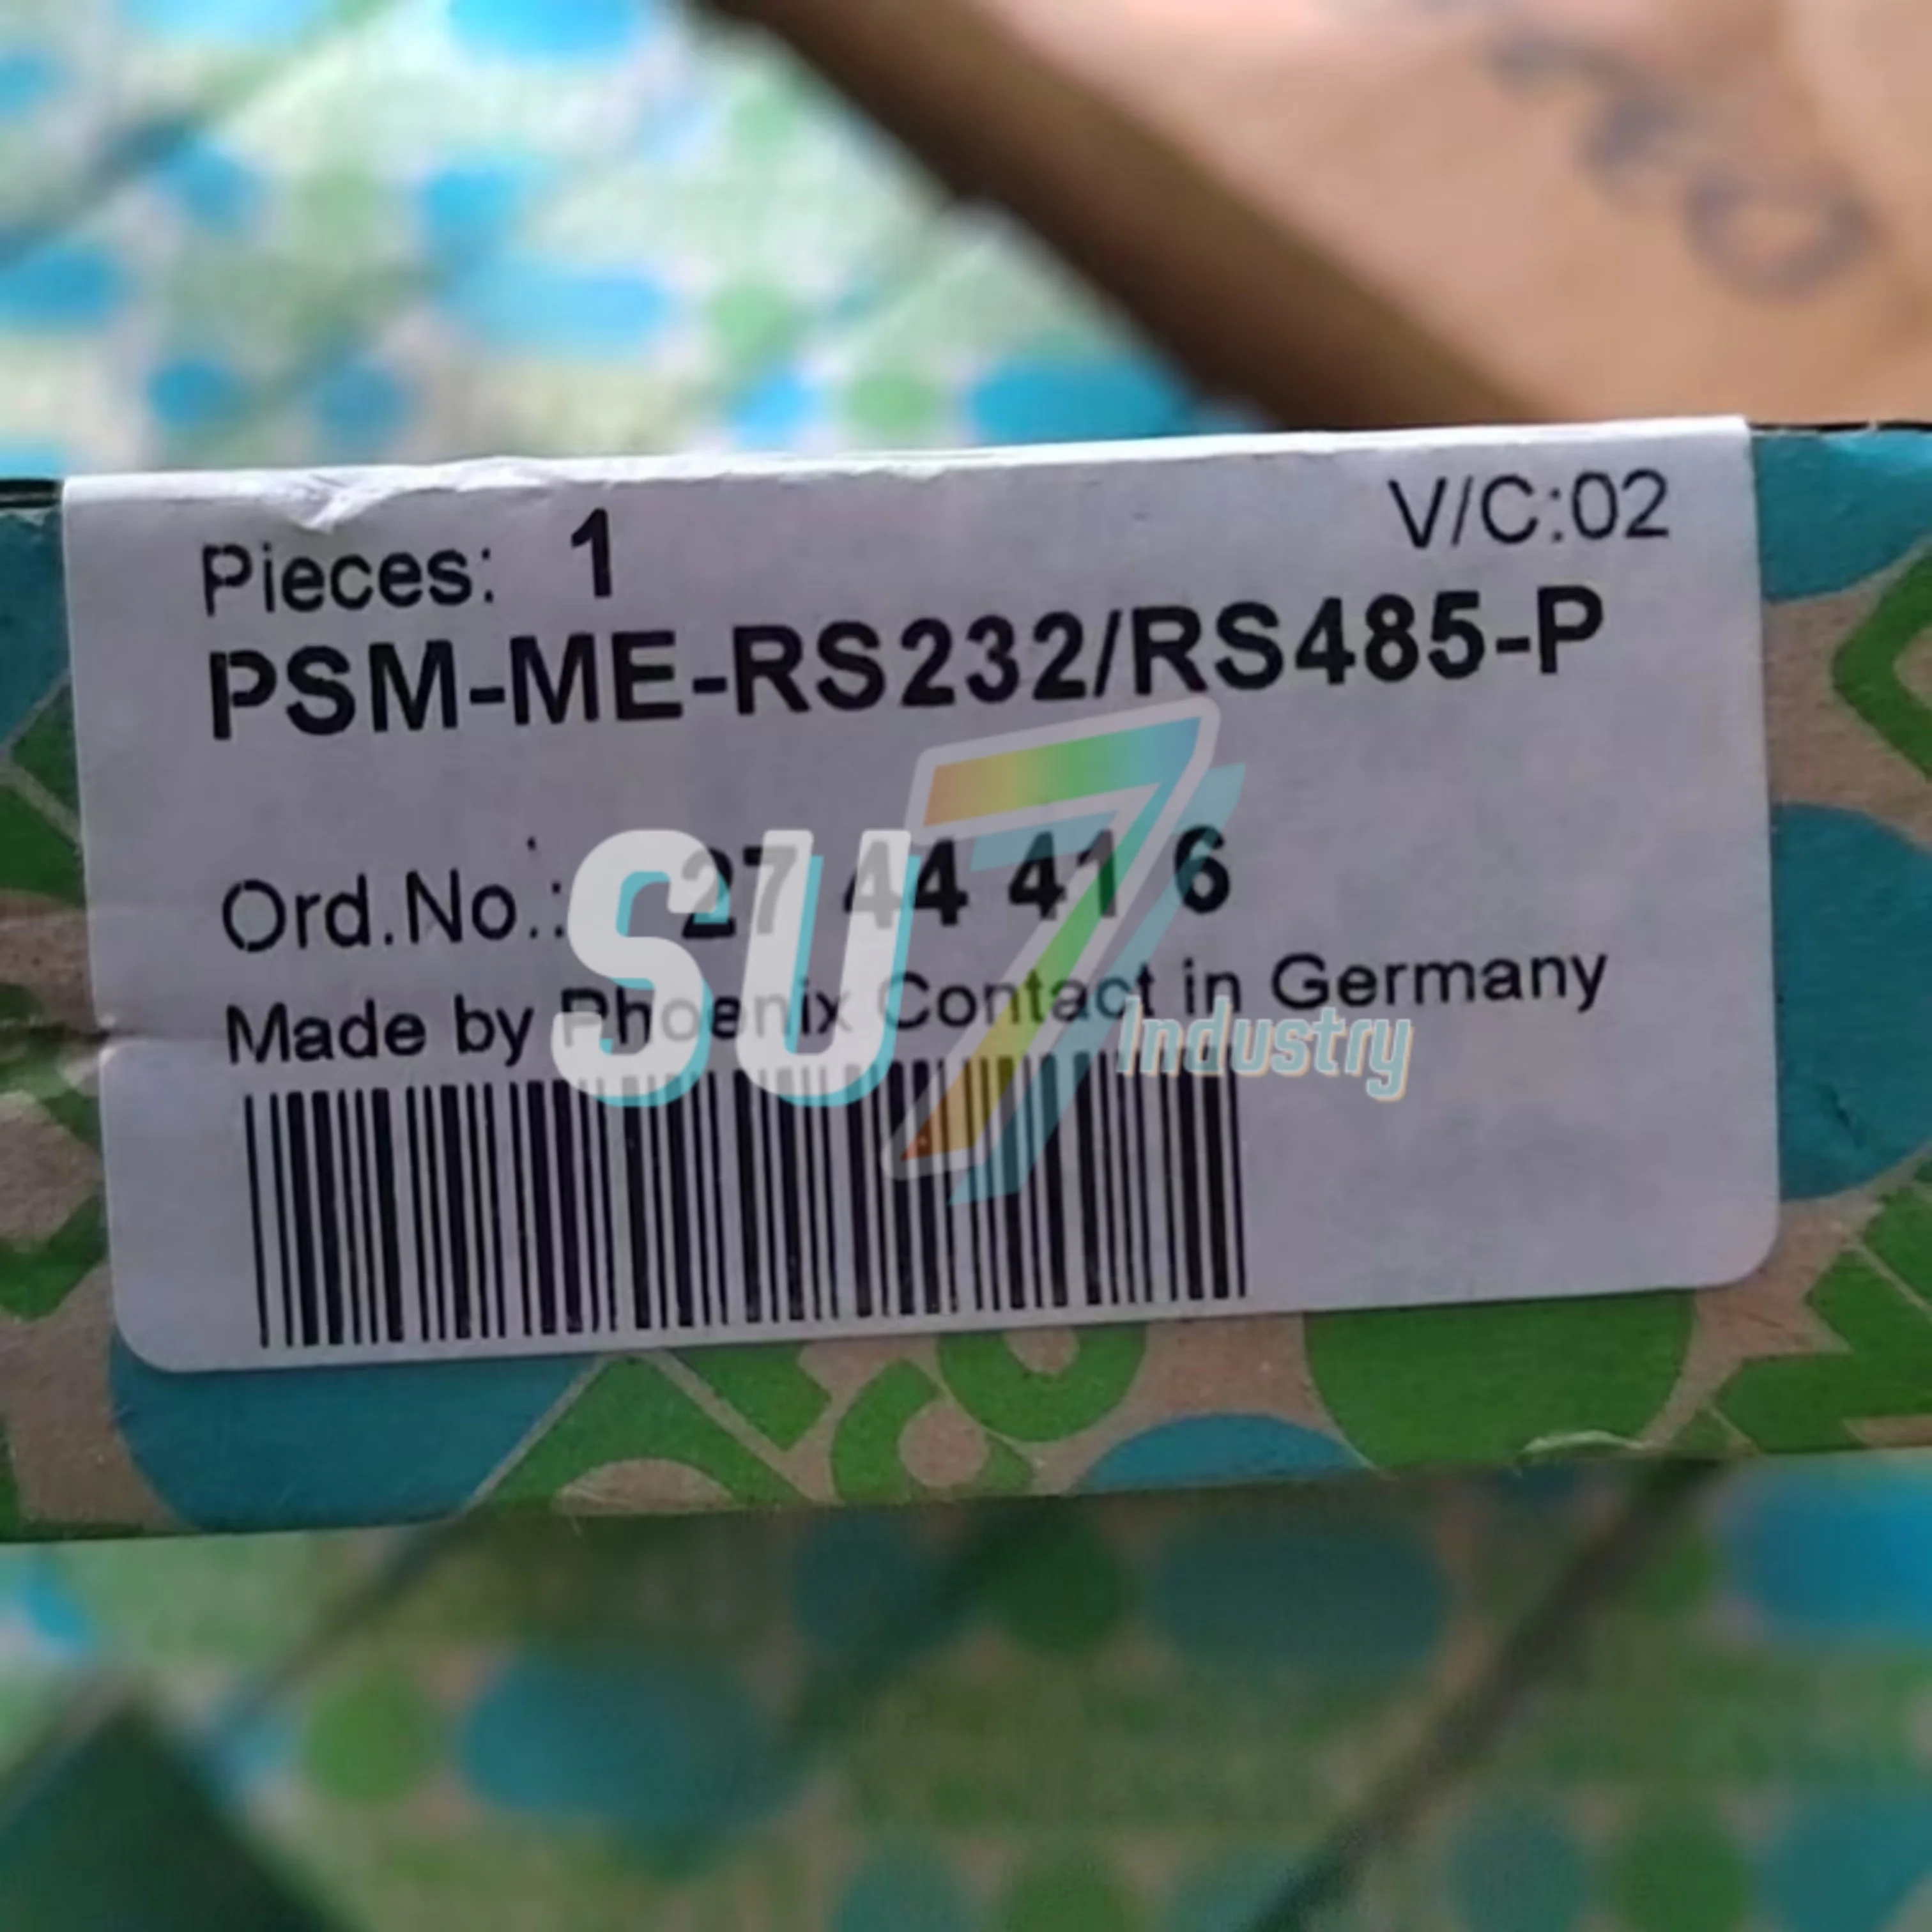 Pieces: 1
V/C:02
PSM-ME-RS232/RS485-P
Ord.No.: 27 44 41 6
Made by Phoenix Contact in Germany
SU7
Industry